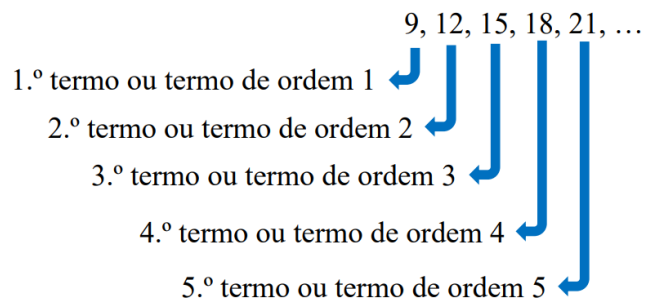 9, 12, 15, 18, 21, …
1.º termo ou termo de ordem 1
2.º termo ou termo de ordem 2
3.º termo ou termo de ordem 3
4.º termo ou termo de ordem 4
5.º termo ou termo de ordem 5